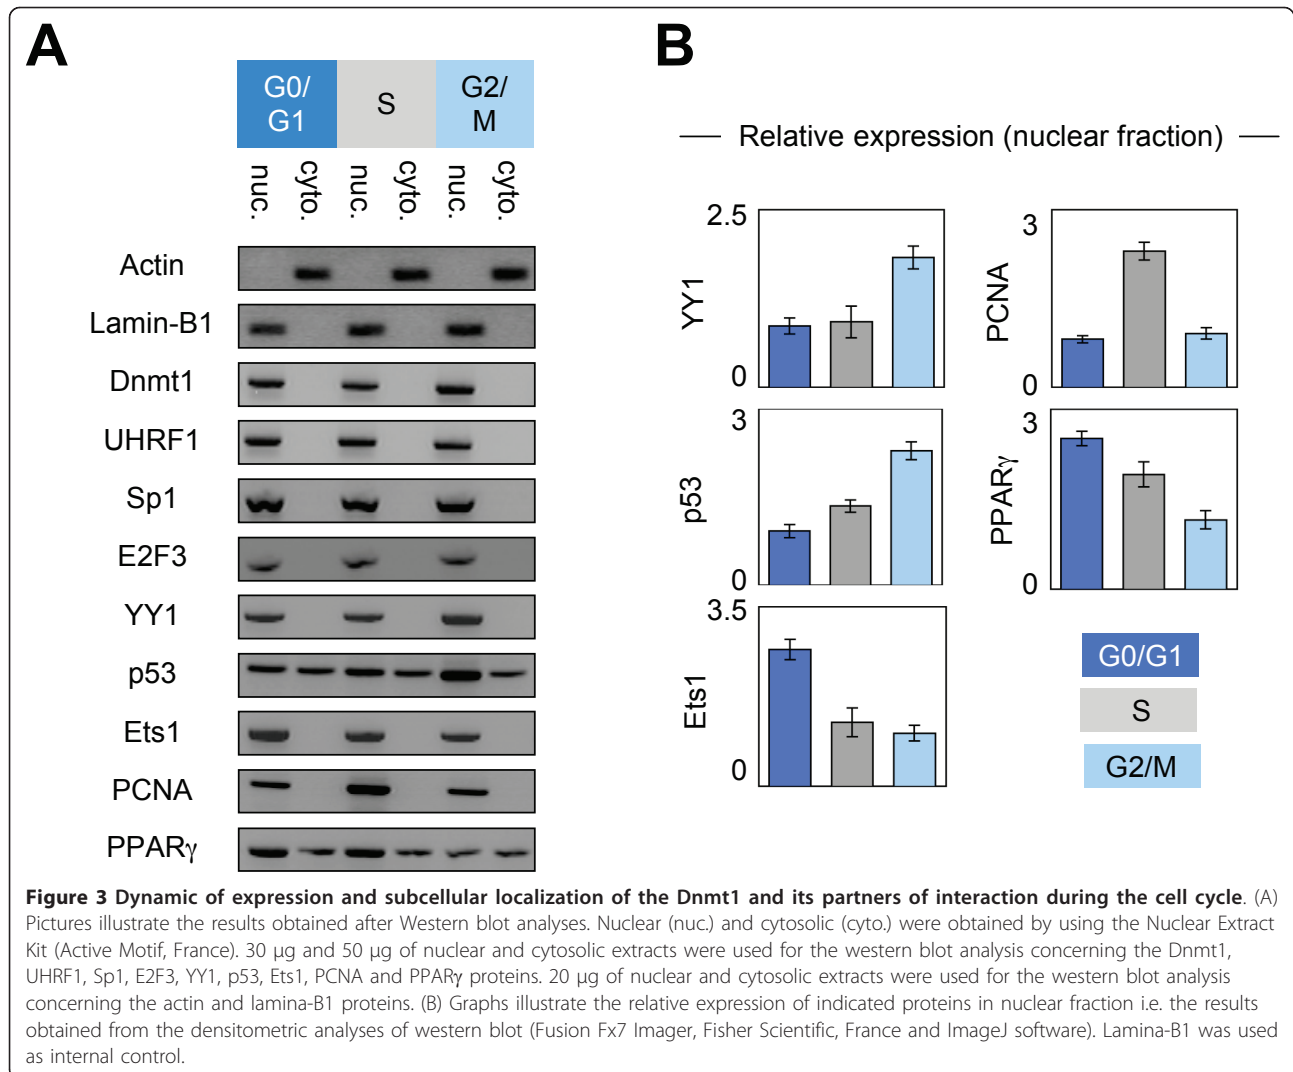 A
G0/
G1
S
G2/
M
nuc.
cyto.
nuc.
cyto.
nuc.
cyto.
Actin
Lamin-B1
Dnmt1
UHRF1
Sp1
E2F3
YY1
p53
Ets1
PCNA
PPARγ
B
Relative expression (nuclear fraction)
2.5
YY1
0
3
PCNA
0
3
p53
0
3
PPARγ
0
3.5
Ets1
0
G0/G1
S
G2/M
Figure 3 Dynamic of expression and subcellular localization of the Dnmt1 and its partners of interaction during the cell cycle. (A)
Pictures illustrate the results obtained after Western blot analyses. Nuclear (nuc.) and cytosolic (cyto.) were obtained by using the Nuclear Extract
Kit (Active Motif, France). 30 μg and 50 μg of nuclear and cytosolic extracts were used for the western blot analysis concerning the Dnmt1,
UHRF1, Sp1, E2F3, YY1, p53, Ets1, PCNA and PPARγ proteins. 20 μg of nuclear and cytosolic extracts were used for the western blot analysis
concerning the actin and lamina-B1 proteins. (B) Graphs illustrate the relative expression of indicated proteins in nuclear fraction i.e. the results
obtained from the densitometric analyses of western blot (Fusion Fx7 Imager, Fisher Scientific, France and ImageJ software). Lamina-B1 was used
as internal control.